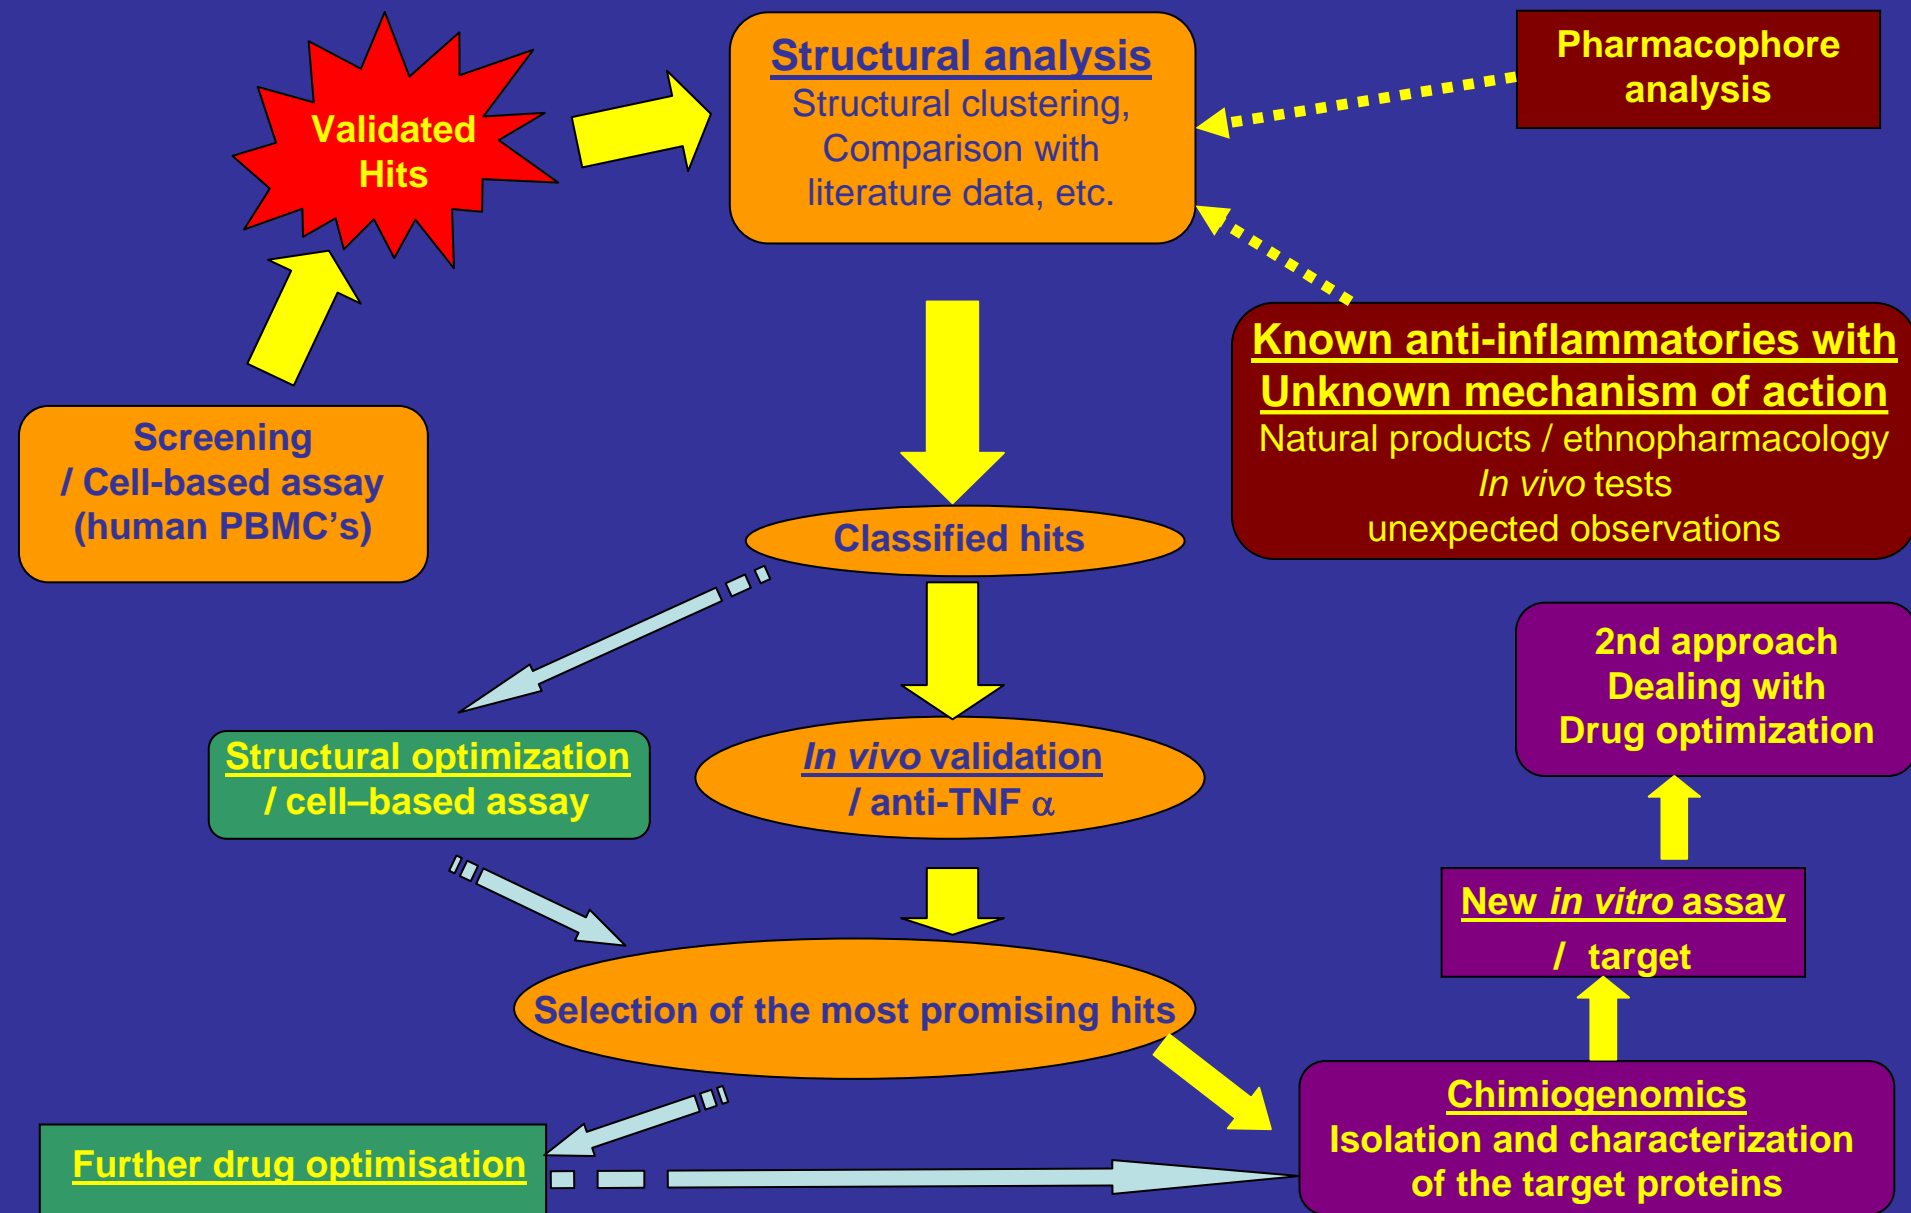 Validated
Hits
Structural analysis
Structural clustering,
Comparison with
literature data, etc.
Pharmacophore
analysis
Known anti-inflammatories with
Unknown mechanism of action
Natural products / ethnopharmacology
In vivo tests
unexpected observations
Screening
/ Cell-based assay
(human PBMC's)
Classified hits
2nd approach
Dealing with
Drug optimization
Structural optimization
/ cell–based assay
In vivo validation
/ anti-TNF α
New in vitro assay
/ target
Selection of the most promising hits
Chimiogenomics
Isolation and characterization
of the target proteins
Further drug optimisation